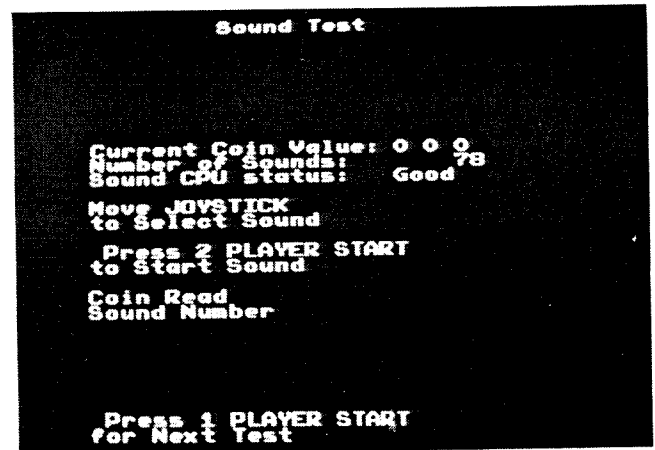 Sound Test
Current Coin Value: 0 0 0
Number of Sounds: 78
Sound CPU status: Good
Move JOYSTICK
to Select Sound
Press 2 PLAYER START
to Start Sound
Coin Read
Sound Number
Press 1 PLAYER START
for Next Test